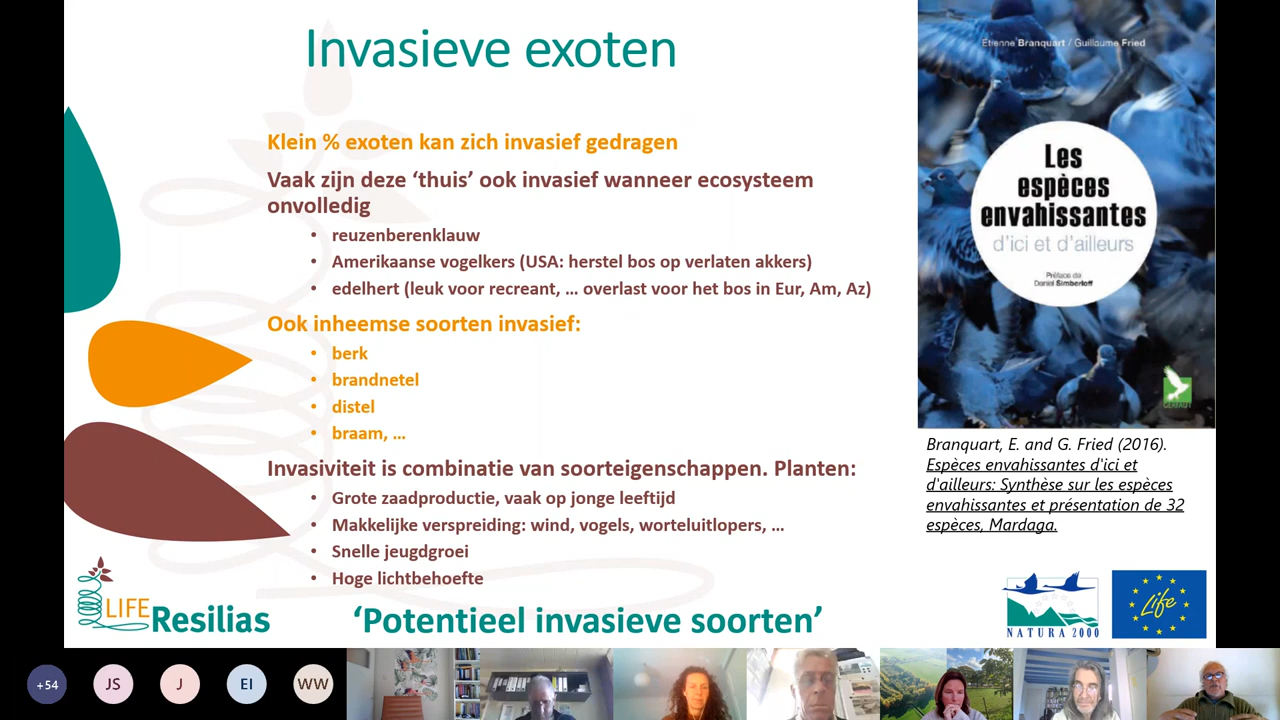 Invasieve exoten
Klein % exoten kan zich invasief gedragen
Vaak zijn deze ‘thuis’ ook invasief wanneer ecosysteem
onvolledig
• reuzenberenklauw
• Amerikaanse vogelkers (USA: herstel bos op verlaten akkers)
• edelhert (leuk voor recreant, … overlast voor het bos in Eur, Am, Az)
Ook inheemse soorten invasief:
• berk
• brandnetel
• distel
• braam, …
Invasiviteit is combinatie van soorteigenschappen. Planten:
• Grote zaadproductie, vaak op jonge leeftijd
• Makkelijke verspreiding: wind, vogels, worteluitlopers, …
• Snelle jeugdgroei
• Hoge lichtbehoefte
‘Potentieel invasieve soorten’
LIFE
Resilias
Etienne Branquart / Guillaume Fried
Les
espèces
envahissantes
d'ici et d'ailleurs
Préface de
Daniel Simberloff
Branquart, E. and G. Fried (2016).
Espèces envahissantes d'ici et
d'ailleurs: Synthèse sur les espèces
envahissantes et présentation de 32
espèces, Mardaga.
NATURA 2000
Life
+54
JS
J
EI
WW